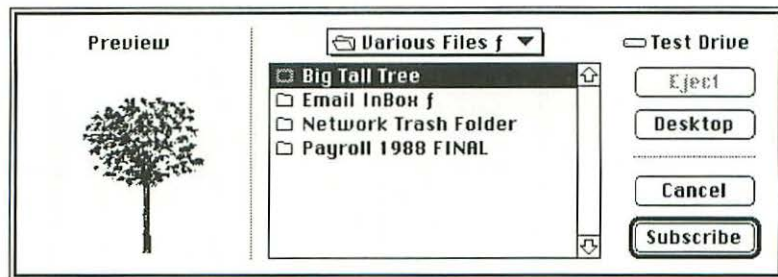 Preview
Various Files ƒ
Big Tall Tree
Email InBox ƒ
Network Trash Folder
Payroll 1988 FINAL
Test Drive
Eject
Desktop
Cancel
Subscribe